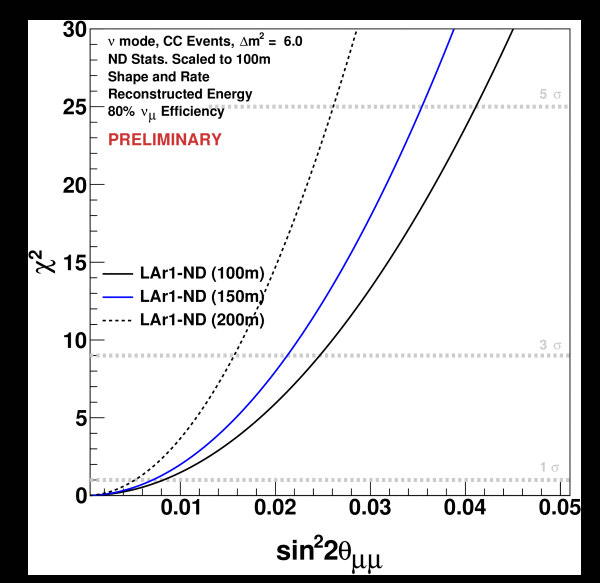 30
25
20
15
10
5
0
χ²
ν mode, CC Events, Δm² = 6.0
ND Stats. Scaled to 100m
Shape and Rate
Reconstructed Energy
80% ν_μ Efficiency
PRELIMINARY
5 σ
LAr1-ND (100m)
LAr1-ND (150m)
LAr1-ND (200m)
3 σ
1 σ
0.01 0.02 0.03 0.04 0.05
sin²2θ_μμ